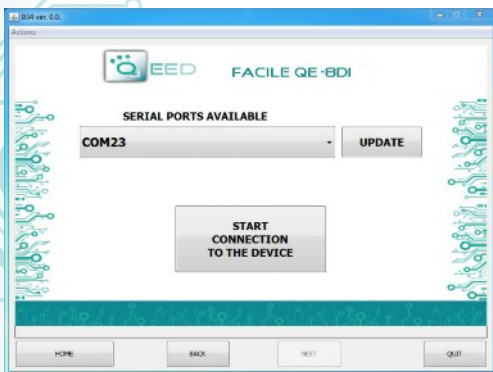 D34 ver. 0.0.
Actions
QEED FACILE QE-8DI
SERIAL PORTS AVAILABLE
COM23 UPDATE
START
CONNECTION
TO THE DEVICE
HOME BACK NEXT QUIT